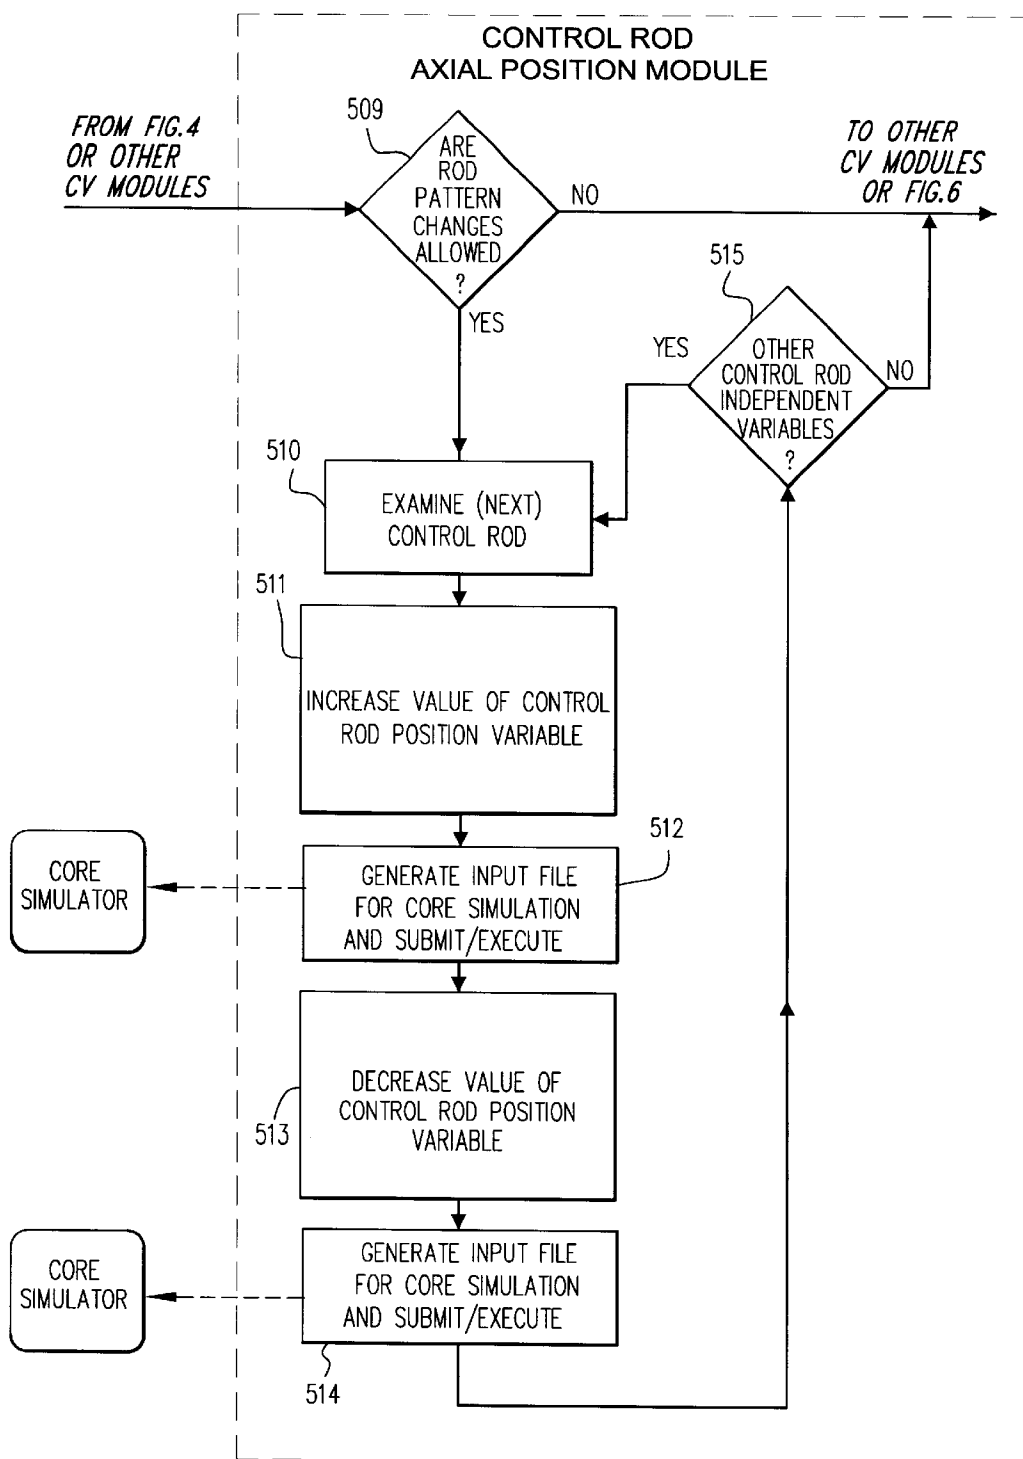 CONTROL ROD
AXIAL POSITION MODULE
FROM FIG.4
OR OTHER
CV MODULES
509
ARE
ROD
PATTERN
CHANGES
ALLOWED
?
NO
YES
TO OTHER
CV MODULES
OR FIG.6
515
OTHER
CONTROL ROD
INDEPENDENT
VARIABLES
?
YES
NO
510
EXAMINE (NEXT)
CONTROL ROD
511
INCREASE VALUE OF CONTROL
ROD POSITION VARIABLE
512
GENERATE INPUT FILE
FOR CORE SIMULATION
AND SUBMIT/EXECUTE
CORE
SIMULATOR
513
DECREASE VALUE OF
CONTROL ROD POSITION
VARIABLE
GENERATE INPUT FILE
FOR CORE SIMULATION
AND SUBMIT/EXECUTE
514
CORE
SIMULATOR